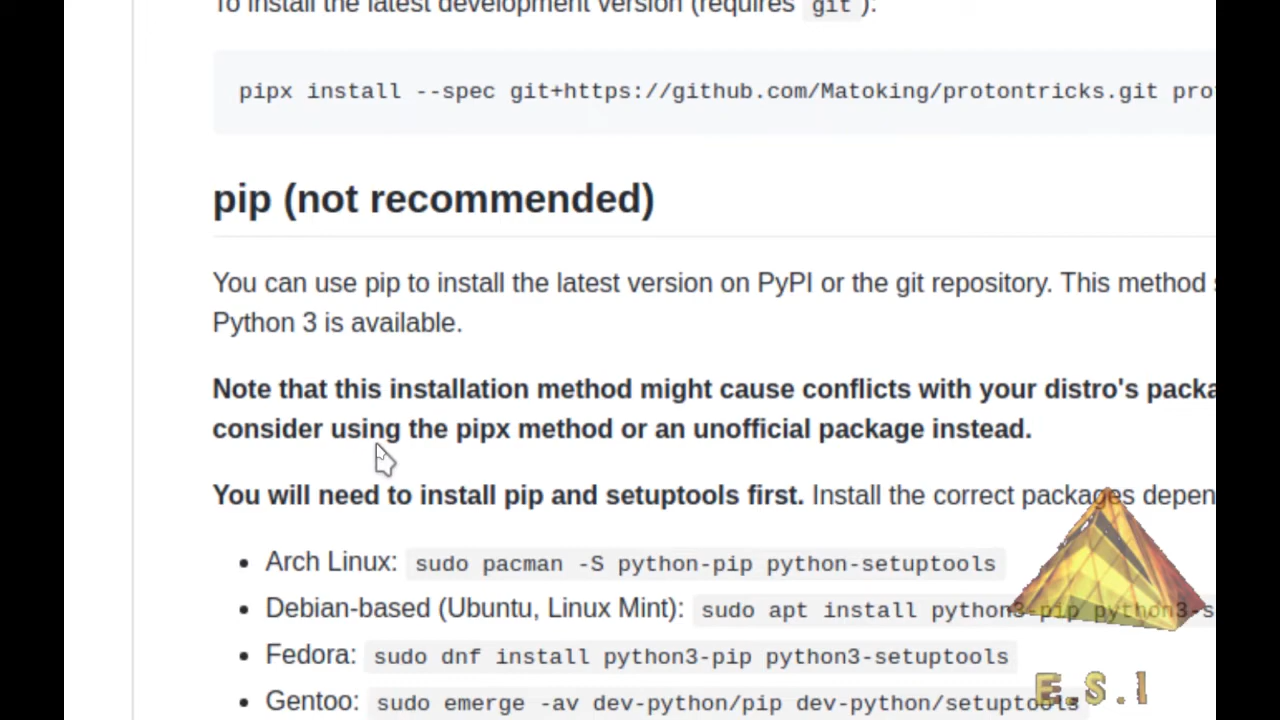 To install the latest development version (requires git ):
pipx install --spec git+https://github.com/Matoking/protontricks.git
pip (not recommended)
You can use pip to install the latest version on PyPI or the git repository. This method
Python 3 is available.
Note that this installation method might cause conflicts with your distro's
consider using the pipx method or an unofficial package instead.
You will need to install pip and setuptools first. Install the correct packages
Arch Linux: sudo pacman -S python-pip python-setuptools
Debian-based (Ubuntu, Linux Mint): sudo apt install python3-pip
Fedora: sudo dnf install python3-pip python3-setuptools
Gentoo: sudo emerge -av dev-python/pip dev-python/setuptools
E.S.I